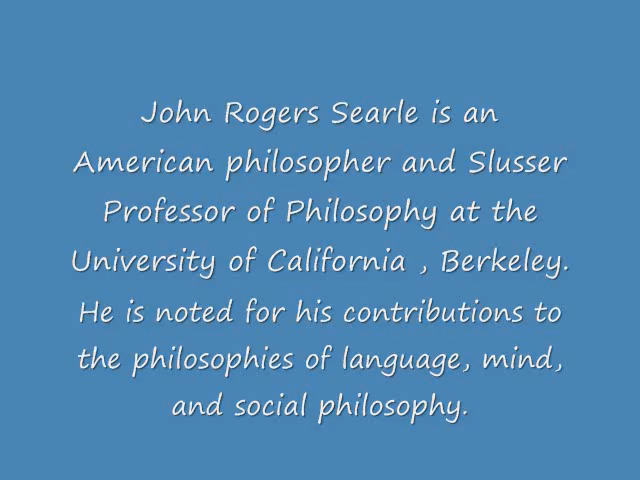 John Rogers Searle is an
American philosopher and Slusser
Professor of Philosophy at the
University of California , Berkeley.
He is noted for his contributions to
the philosophies of language, mind,
and social philosophy.